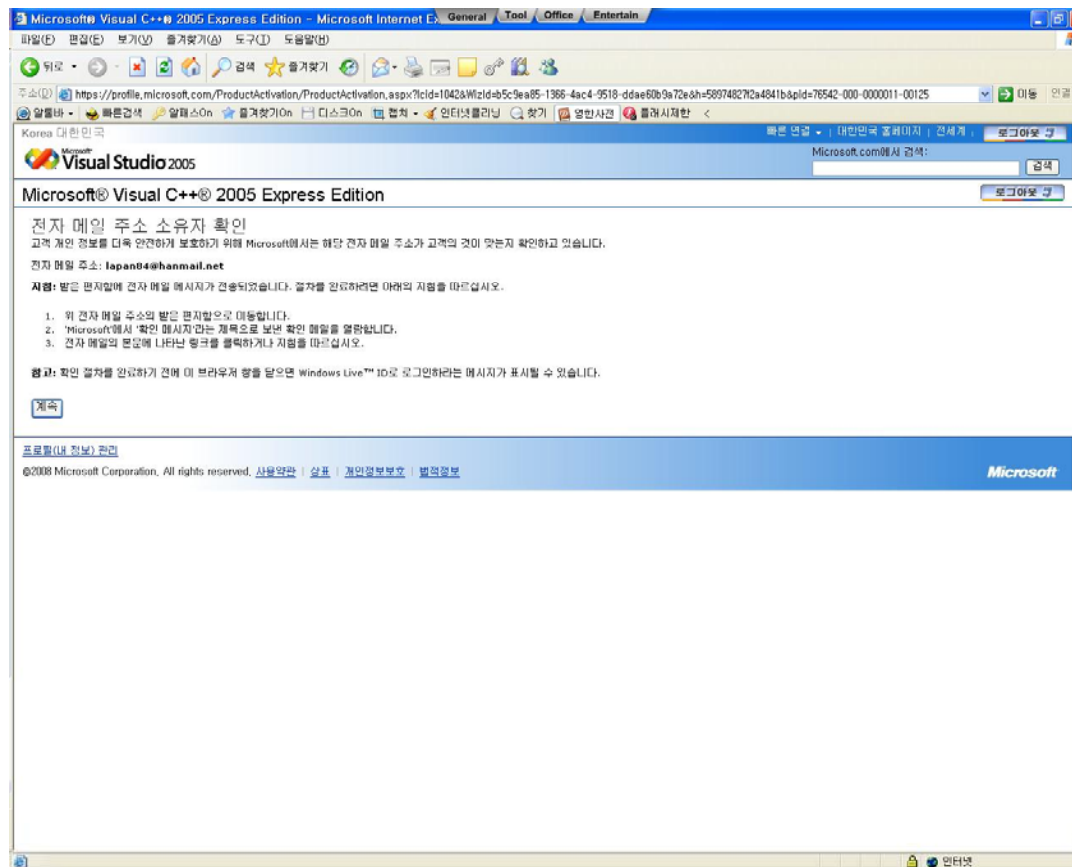 Microsoft® Visual C++® 2005 Express Edition - Microsoft Internet Ex
General Tool Office Entertain
파일(F) 편집(E) 보기(V) 즐겨찾기(A) 도구(T) 도움말(H)
뒤로 검색 즐겨찾기
주소(D) https://profile.microsoft.com/ProductActivation/ProductActivation.aspx?lcid=1042&WizId=b5c9ea85-1366-4ac4-9518-ddae60b9a72e&h=58974827f2a4841b&pid=76542-000-0000011-00125 이동 연결
알툴바 빠른검색 알패스On 즐겨찾기On 디스크On 캡처 인터넷클리닝 찾기 영한사전 플래시제한 <
Korea 대한민국 빠른 연결 | 대한민국 홈페이지 | 전세계 | 로그아웃
Microsoft Visual Studio 2005 Microsoft.com에서 검색:
검색
Microsoft® Visual C++® 2005 Express Edition 로그아웃
전자 메일 주소 소유자 확인
고객 개인 정보를 더욱 안전하게 보호하기 위해 Microsoft에서는 해당 전자 메일 주소가 고객의 것이 맞는지 확인하고 있습니다.
전자 메일 주소: lapan84@hanmail.net
지침: 받은 편지함에 전자 메일 메시지가 전송되었습니다. 절차를 완료하려면 아래의 지침을 따르십시오.
1. 위 전자 메일 주소의 받은 편지함으로 이동합니다.
2. 'Microsoft에서 '확인 메시지'라는 제목으로 보낸 확인 메일을 열람합니다.
3. 전자 메일의 본문에 나타난 링크를 클릭하거나 지침을 따르십시오.
참고: 확인 절차를 완료하기 전에 이 브라우저 창을 닫으면 Windows Live™ ID로 로그인하라는 메시지가 표시될 수 있습니다.
계속
프로필(내 정보) 관리
©2008 Microsoft Corporation. All rights reserved. 사용약관 | 상표 | 개인정보보호 | 법적정보 Microsoft
인터넷